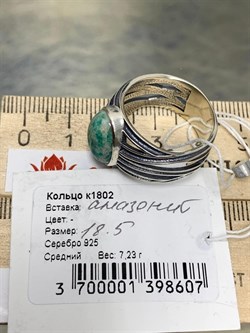 Кольцо к1802
Вставка: амазонит
Цвет: -
Размер: 18.5
Серебро 925
Средний Вес: 7,23 г
3 700001 398607